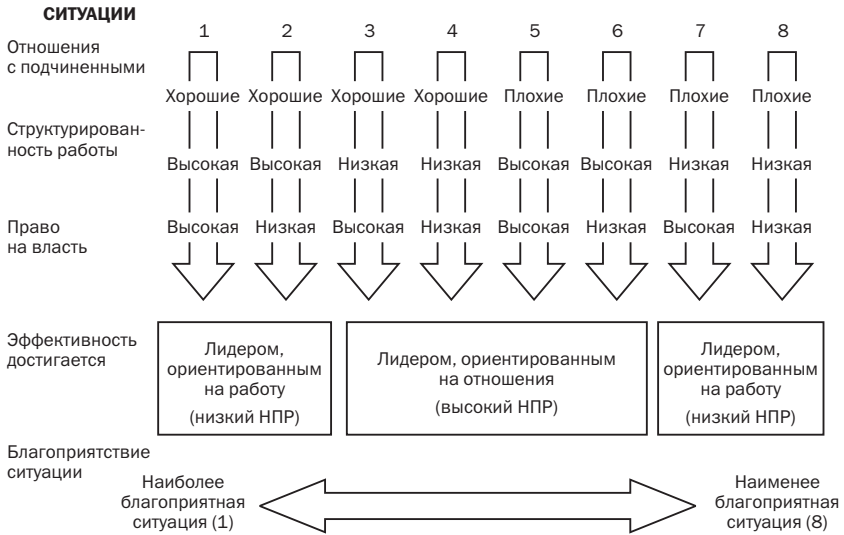 СИТУАЦИИ
1 2 3 4 5 6 7 8
Отношения
с подчиненными
Хорошие Хорошие Хорошие Хорошие Плохие Плохие Плохие Плохие
Структурирован-
ность работы
Высокая Высокая Низкая Низкая Высокая Высокая Низкая Низкая
Право
на власть
Высокая Низкая Высокая Низкая Высокая Низкая Высокая Низкая
Эффективность
достигается
Лидером,
ориентированным
на работу
(низкий НПР)
Лидером, ориентированным
на отношения
(высокий НПР)
Лидером,
ориентированным
на работу
(низкий НПР)
Благоприятствие
ситуации
Наиболее
благоприятная
ситуация (1)
Наименее
благоприятная
ситуация (8)